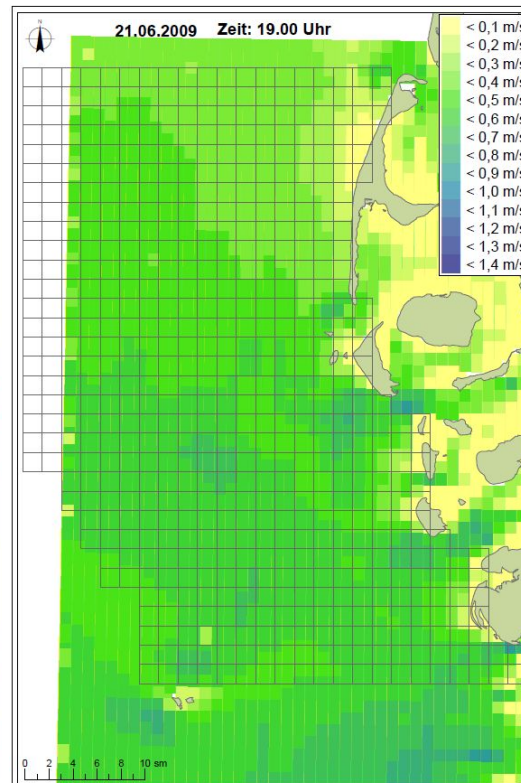 21.06.2009 Zeit: 19.00 Uhr
N
< 0,1 m/s
< 0,2 m/s
< 0,3 m/s
< 0,4 m/s
< 0,5 m/s
< 0,6 m/s
< 0,7 m/s
< 0,8 m/s
< 0,9 m/s
< 1,0 m/s
< 1,1 m/s
< 1,2 m/s
< 1,3 m/s
< 1,4 m/s
0 2 4 6 8 10 sm